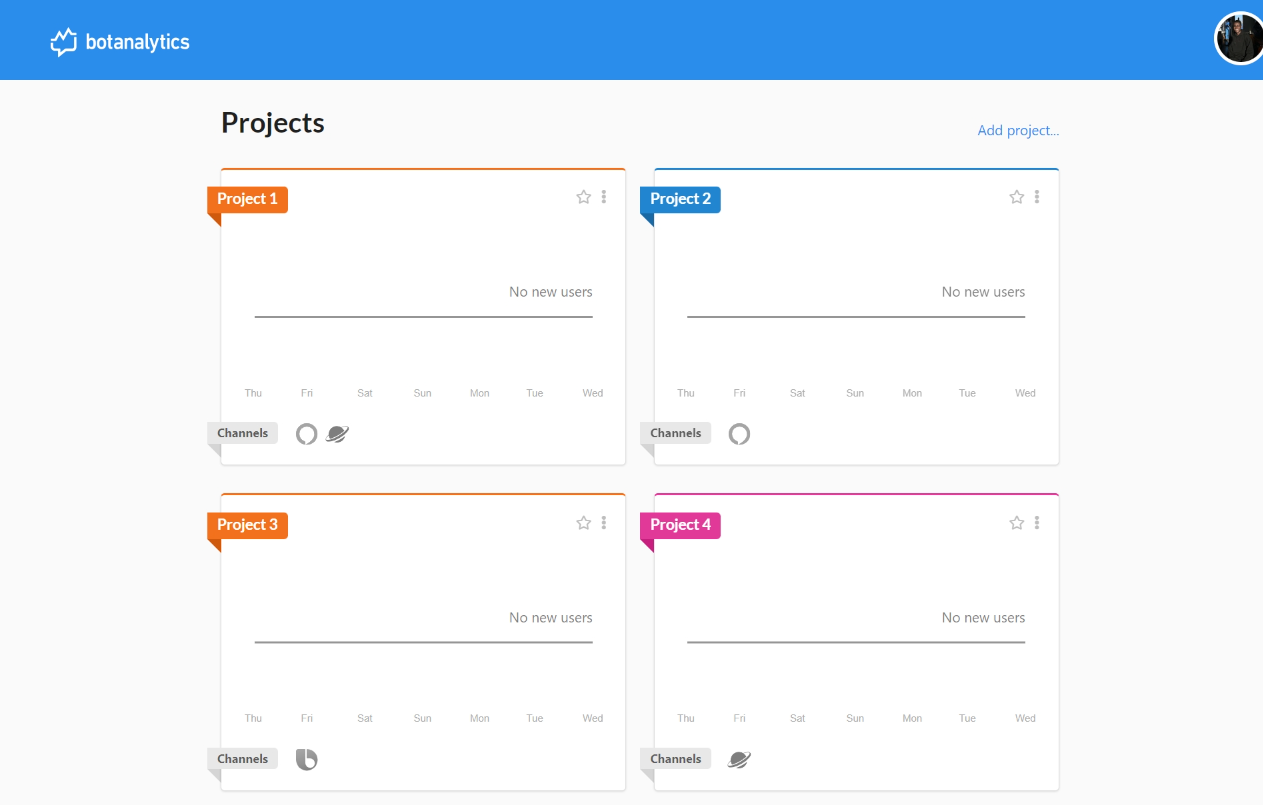 botanalytics
Projects
Add project...
Project 1
No new users
Thu Fri Sat Sun Mon Tue Wed
Channels
Project 2
No new users
Thu Fri Sat Sun Mon Tue Wed
Channels
Project 3
No new users
Thu Fri Sat Sun Mon Tue Wed
Channels
Project 4
No new users
Thu Fri Sat Sun Mon Tue Wed
Channels